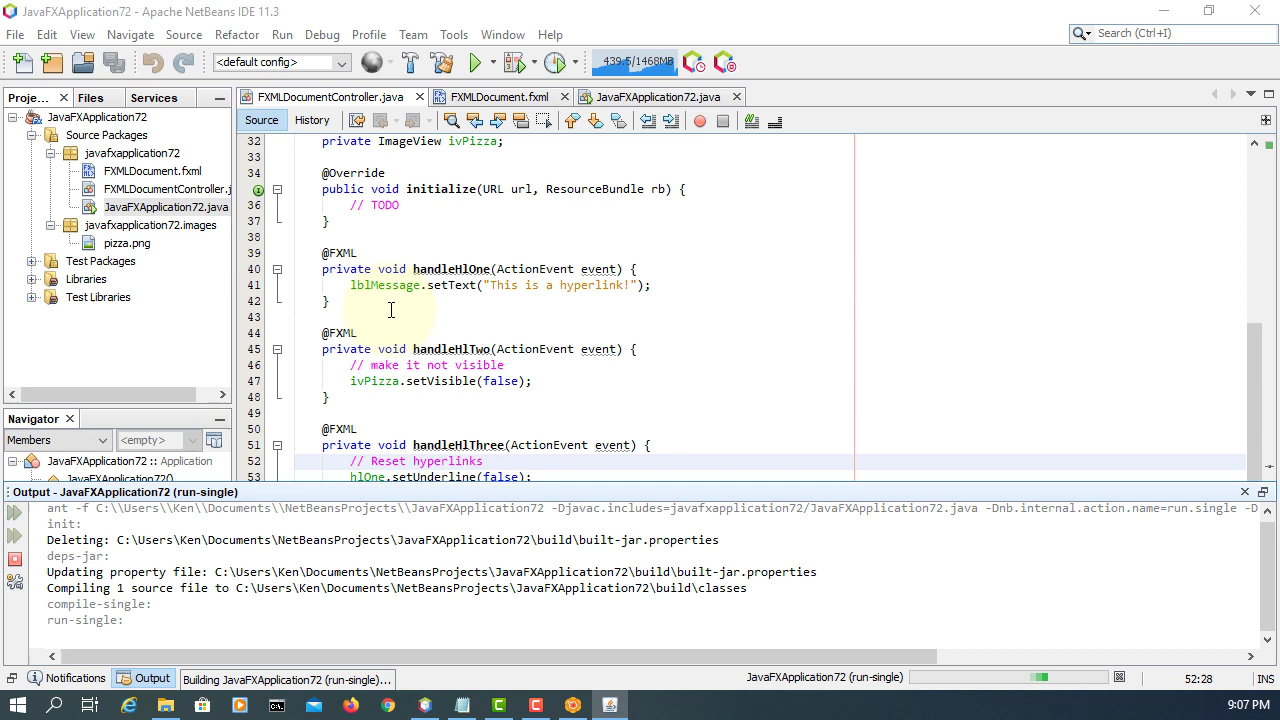 JavaFXApplication72 - Apache NetBeans IDE 11.3
File Edit View Navigate Source Refactor Run Debug Profile Team Tools Window Help
Search (Ctrl+I)
<default config>
439.5/1468MB
Proje... Files Services
FXMLDocumentController.java FXMLDocument.fxml JavaFXApplication72.java
JavaFXApplication72
Source Packages
javafxapplication72
FXMLDocument.fxml
FXMLDocumentController.j
JavaFXApplication72.java
javafxapplication72.images
pizza.png
Test Packages
Libraries
Test Libraries
Source History
32 private ImageView ivPizza;
33
34 @Override
public void initialize(URL url, ResourceBundle rb) {
36 // TODO
37 }
38
39 @FXML
40 private void handleHlOne(ActionEvent event) {
41 lblMessage.setText("This is a hyperlink!");
42 }
43
44 @FXML
45 private void handleHlTwo(ActionEvent event) {
46 // make it not visible
47 ivPizza.setVisible(false);
48 }
49
50 @FXML
51 private void handleHlThree(ActionEvent event) {
52 // Reset hyperlinks
53 hlOne.setUnderline(false);
Navigator
Members <empty>
JavaFXApplication72 :: Application
JavaFXApplication72()
Output - JavaFXApplication72 (run-single)
ant -f C:\\Users\\Ken\\Documents\\NetBeansProjects\\JavaFXApplication72 -Djavac.includes=javafxapplication72/JavaFXApplication72.java -Dnb.internal.action.name=run.single -D
init:
Deleting: C:\Users\Ken\Documents\NetBeansProjects\JavaFXApplication72\build\built-jar.properties
deps-jar:
Updating property file: C:\Users\Ken\Documents\NetBeansProjects\JavaFXApplication72\build\built-jar.properties
Compiling 1 source file to C:\Users\Ken\Documents\NetBeansProjects\JavaFXApplication72\build\classes
compile-single:
run-single:
Notifications Output Building JavaFXApplication72 (run-single)... JavaFXApplication72 (run-single) 52:28 INS
9:07 PM